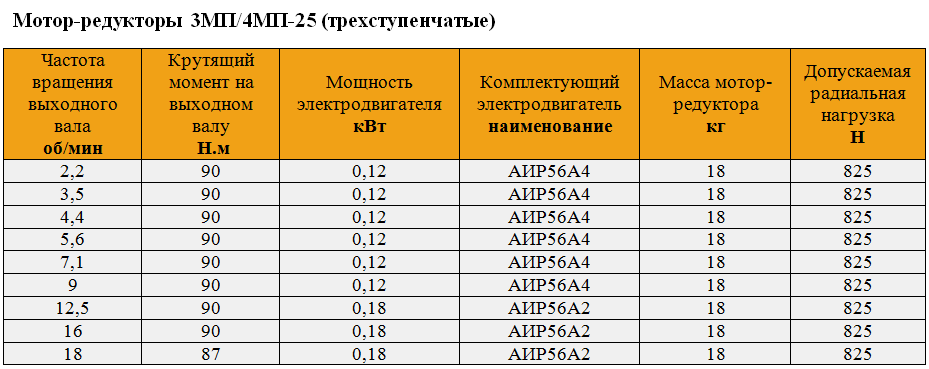 Мотор-редукторы 3МП/4МП-25 (трехступенчатые)
Частота вращения выходного вала об/мин
Крутящий момент на выходном валу Н.м
Мощность электродвигателя кВт
Комплектующий электродвигатель наименование
Масса мотор-редуктора кг
Допускаемая радиальная нагрузка Н
2,2 90 0,12 АИР56А4 18 825
3,5 90 0,12 АИР56А4 18 825
4,4 90 0,12 АИР56А4 18 825
5,6 90 0,12 АИР56А4 18 825
7,1 90 0,12 АИР56А4 18 825
9 90 0,12 АИР56А4 18 825
12,5 90 0,18 АИР56А2 18 825
16 90 0,18 АИР56А2 18 825
18 87 0,18 АИР56А2 18 825